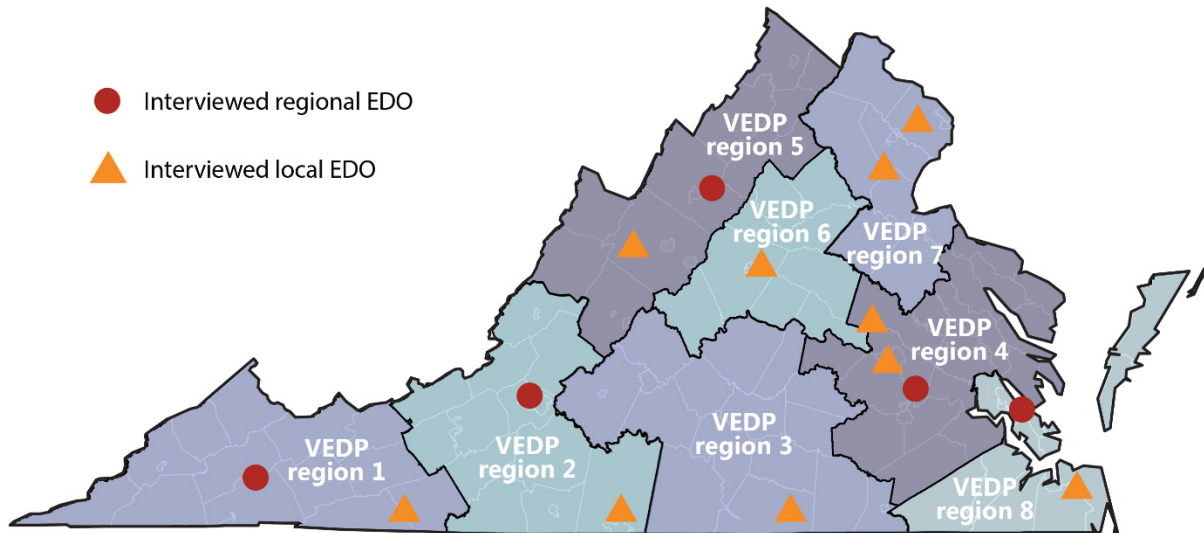 Interviewed regional EDO
Interviewed local EDO
VEDP
region 5
VEDP
region 6
VEDP
region 7
VEDP
region 4
VEDP
region 3
VEDP
region 1
VEDP
region 2
VEDP
region 8